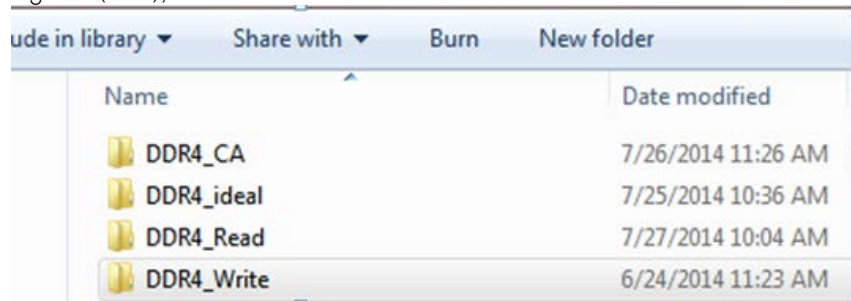 ude in library Share with Burn New folder
Name Date modified
DDR4_CA 7/26/2014 11:26 AM
DDR4_ideal 7/25/2014 10:36 AM
DDR4_Read 7/27/2014 10:04 AM
DDR4_Write 6/24/2014 11:23 AM